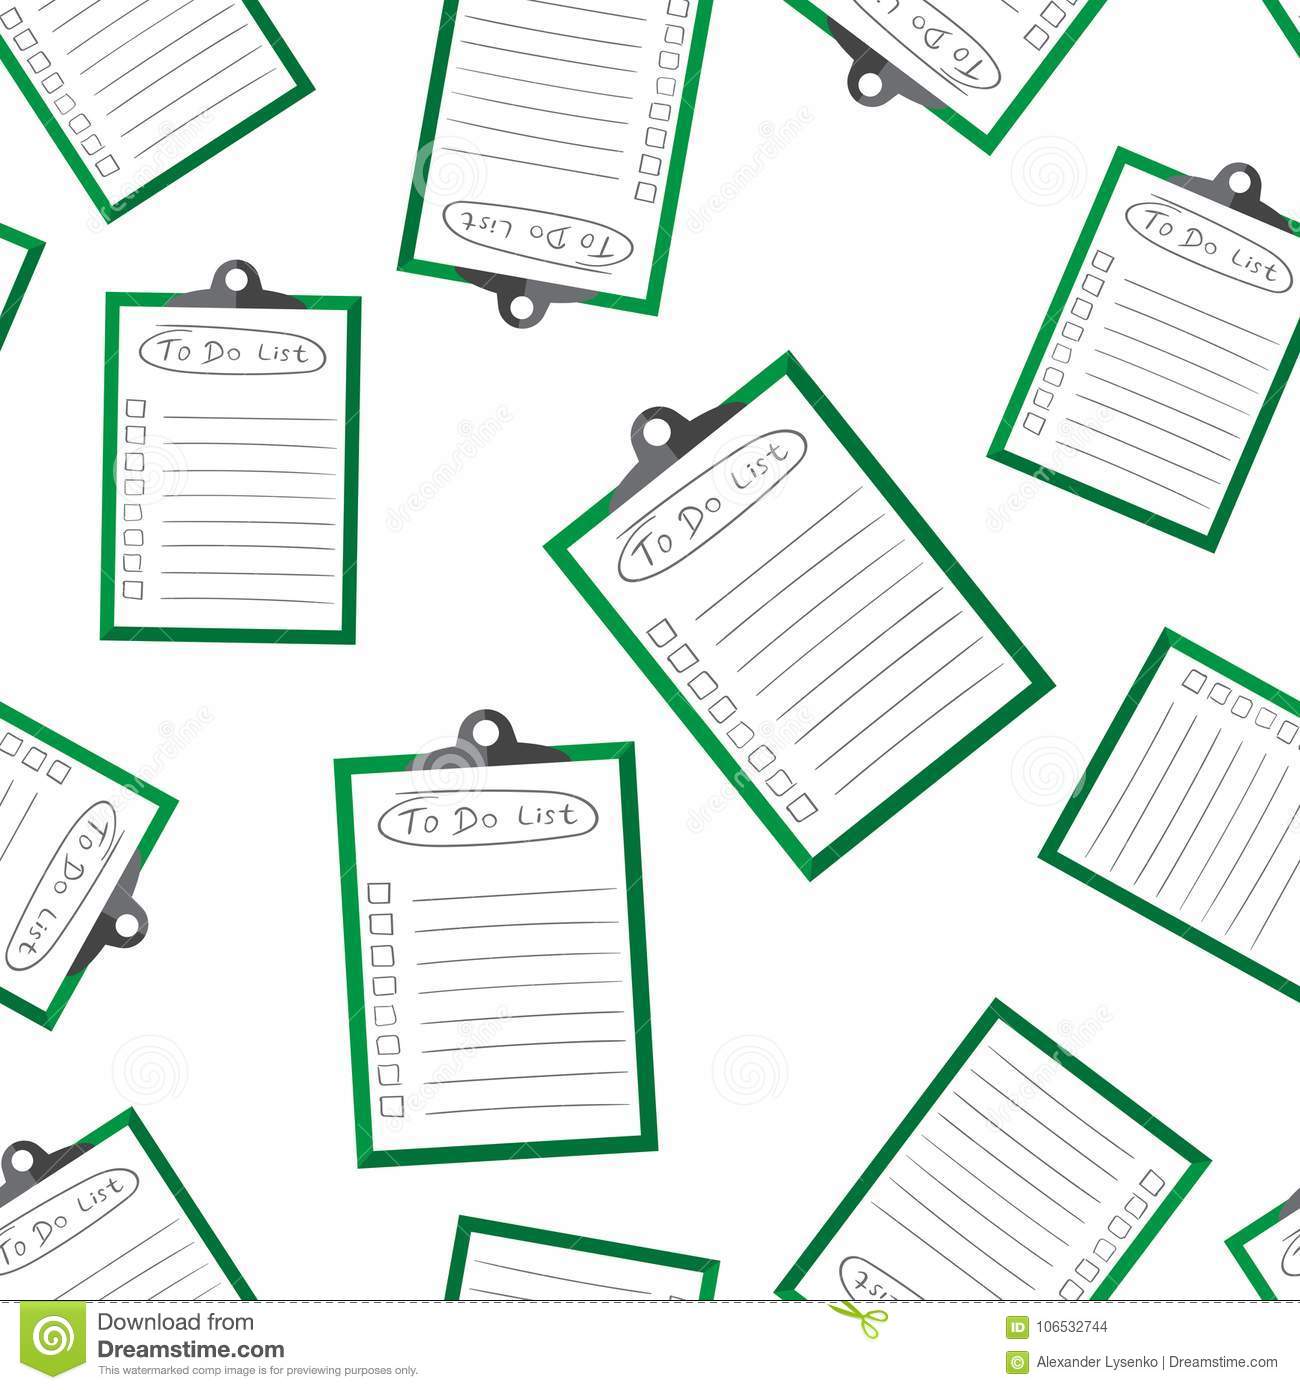 To Do List
To Do List
To Do List
To Do List
To Do List
To Do List
To Do List
To Do List
List
dreamstime
Download from
Dreamstime.com
This watermarked comp image is for previewing purposes only.
ID 106532744
© Alexander Lysenko | Dreamstime.com